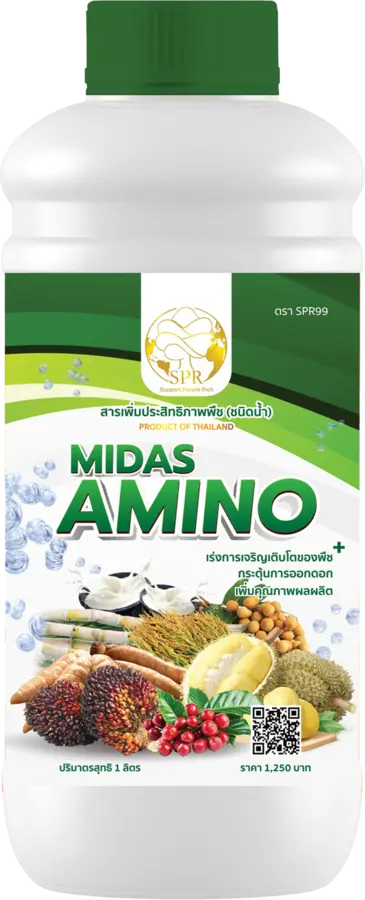 ตรา SPR99
SPR
Support People Rich
สารเพิ่มประสิทธิภาพพืช (ชนิดน้ำ)
PRODUCT OF THAILAND
MIDAS
AMINO
+
เร่งการเจริญเติบโตของพืช
กระตุ้นการออกดอก
เพิ่มคุณภาพผลผลิต
ปริมาตรสุทธิ 1 ลิตร
ราคา 1,250 บาท